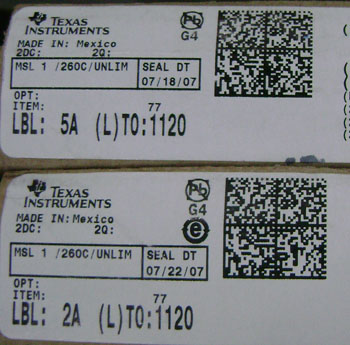 TEXAS
INSTRUMENTS
Pb
G4
MADE IN: Mexico
2DC: 2Q:
MSL 1 /260C/UNLIM SEAL DT
07/18/07
OPT:
ITEM: 77
LBL: 5A (L)TO:1120
TEXAS
INSTRUMENTS
Pb
G4
MADE IN: Mexico
2DC: 2Q:
e
MSL 1 /260C/UNLIM SEAL DT
07/22/07
OPT:
ITEM: 77
LBL: 2A (L)TO:1120